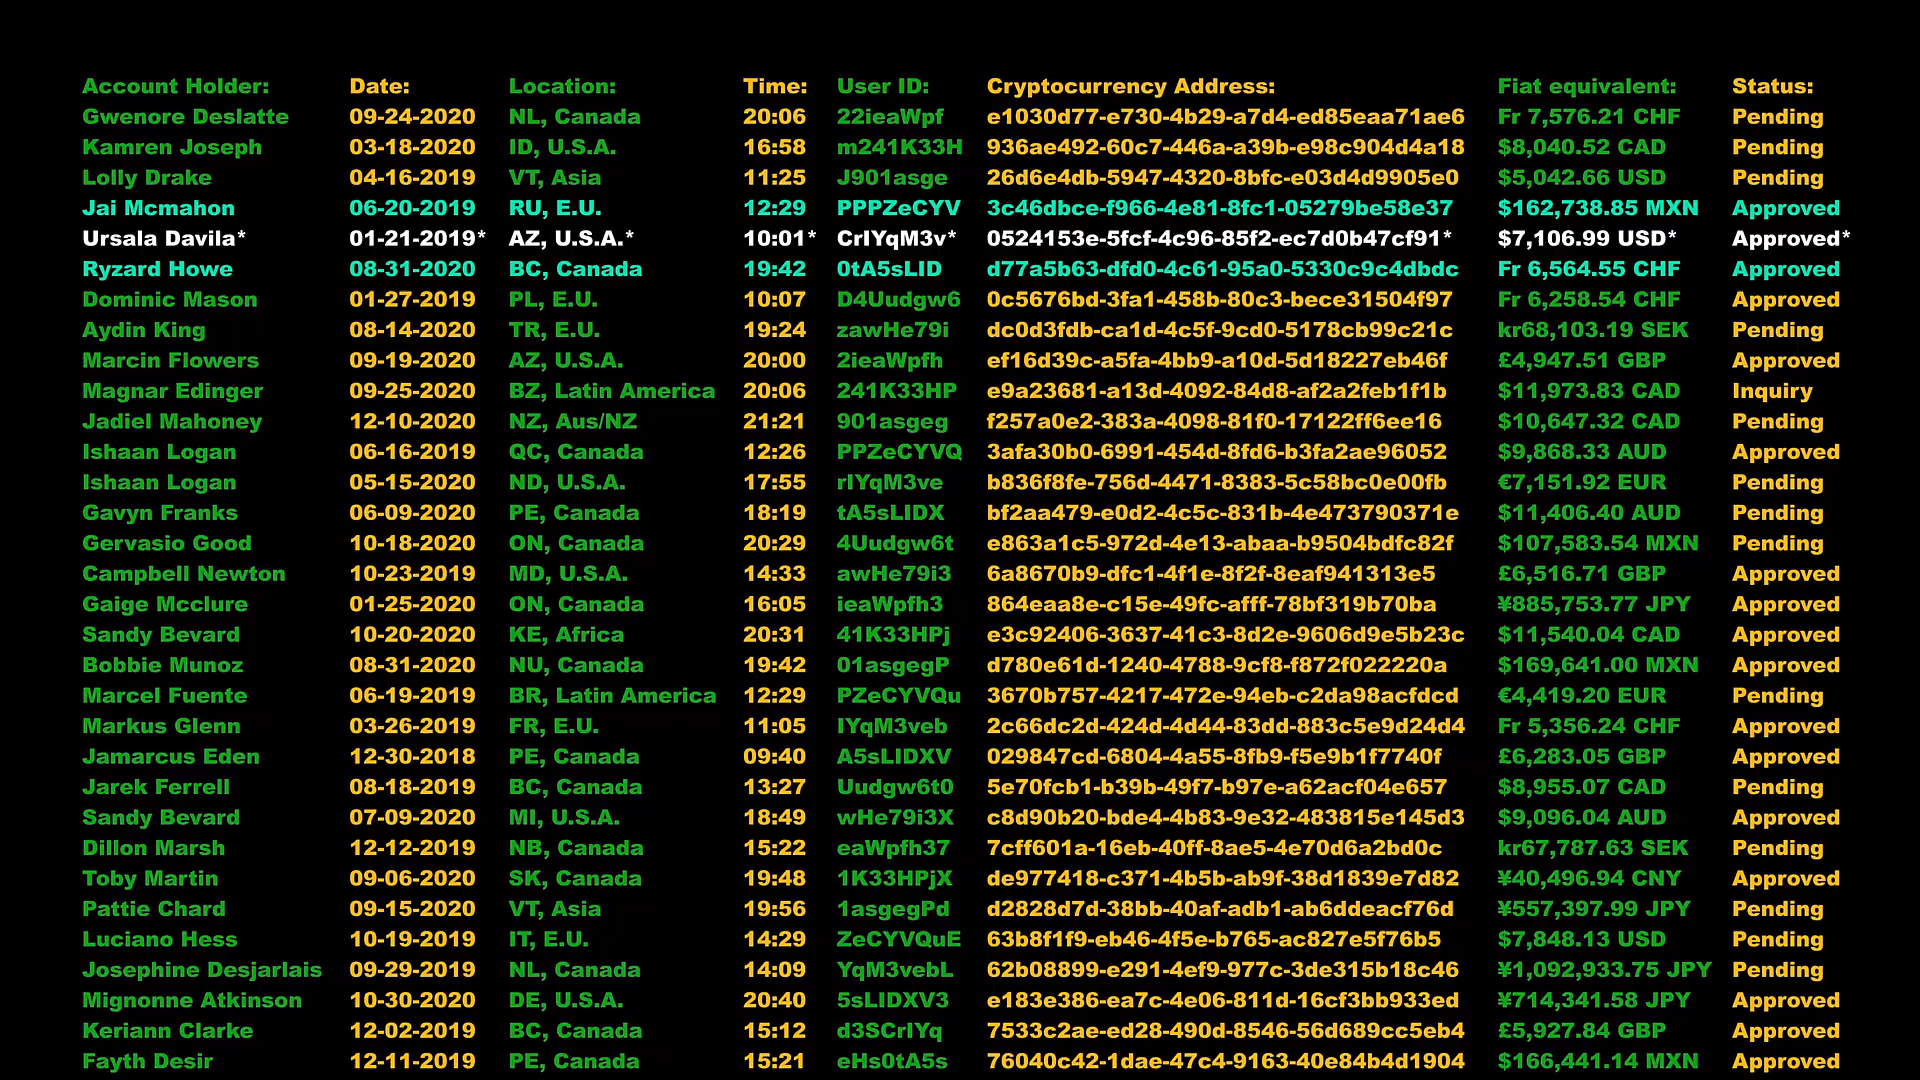 Account Holder: Date: Location: Time: User ID: Cryptocurrency Address: Fiat equivalent: Status:
Gwenore Deslatte 09-24-2020 NL, Canada 20:06 22ieaWpf e1030d77-e730-4b29-a7d4-ed85eaa71ae6 Fr 7,576.21 CHF Pending
Kamren Joseph 03-18-2020 ID, U.S.A. 16:58 m241K33H 936ae492-60c7-446a-a39b-e98c904d4a18 $8,040.52 CAD Pending
Lolly Drake 04-16-2019 VT, Asia 11:25 J901asge 26d6e4db-5947-4320-8bfc-e03d4d9905e0 $5,042.66 USD Pending
Jai Mcmahon 06-20-2019 RU, E.U. 12:29 PPPZeCYV 3c46dbce-f966-4e81-8fc1-05279be58e37 $162,738.85 MXN Approved
Ursala Davila* 01-21-2019* AZ, U.S.A.* 10:01* CrIYqM3v* 0524153e-5fcf-4c96-85f2-ec7d0b47cf91* $7,106.99 USD* Approved*
Ryzard Howe 08-31-2020 BC, Canada 19:42 0tA5sLID d77a5b63-dfd0-4c61-95a0-5330c9c4dbdc Fr 6,564.55 CHF Approved
Dominic Mason 01-27-2019 PL, E.U. 10:07 D4Uudgw6 0c5676bd-3fa1-458b-80c3-bece31504f97 Fr 6,258.54 CHF Approved
Aydin King 08-14-2020 TR, E.U. 19:24 zawHe79i dc0d3fdb-ca1d-4c5f-9cd0-5178cb99c21c kr68,103.19 SEK Pending
Marcin Flowers 09-19-2020 AZ, U.S.A. 20:00 2ieaWpfh ef16d39c-a5fa-4bb9-a10d-5d18227eb46f £4,947.51 GBP Approved
Magnar Edinger 09-25-2020 BZ, Latin America 20:06 241K33HP e9a23681-a13d-4092-84d8-af2a2feb1f1b $11,973.83 CAD Inquiry
Jadiel Mahoney 12-10-2020 NZ, Aus/NZ 21:21 901asgeg f257a0e2-383a-4098-81f0-17122ff6ee16 $10,647.32 CAD Pending
Ishaan Logan 06-16-2019 QC, Canada 12:26 PPZeCYVQ 3afa30b0-6991-454d-8fd6-b3fa2ae96052 $9,868.33 AUD Approved
Ishaan Logan 05-15-2020 ND, U.S.A. 17:55 rIYqM3ve b836f8fe-756d-4471-8383-5c58bc0e00fb €7,151.92 EUR Pending
Gavyn Franks 06-09-2020 PE, Canada 18:19 tA5sLIDX bf2aa479-e0d2-4c5c-831b-4e473790371e $11,406.40 AUD Pending
Gervasio Good 10-18-2020 ON, Canada 20:29 4Uudgw6t e863a1c5-972d-4e13-abaa-b9504bdfc82f $107,583.54 MXN Pending
Campbell Newton 10-23-2019 MD, U.S.A. 14:33 awHe79i3 6a8670b9-dfc1-4f1e-8f2f-8eaf941313e5 £6,516.71 GBP Approved
Gaige Mcclure 01-25-2020 ON, Canada 16:05 ieaWpfh3 864eaa8e-c15e-49fc-afff-78bf319b70ba ¥885,753.77 JPY Approved
Sandy Bevard 10-20-2020 KE, Africa 20:31 41K33HPj e3c92406-3637-41c3-8d2e-9606d9e5b23c $11,540.04 CAD Approved
Bobbie Munoz 08-31-2020 NU, Canada 19:42 01asgegP d780e61d-1240-4788-9cf8-f872f022220a $169,641.00 MXN Approved
Marcel Fuente 06-19-2019 BR, Latin America 12:29 PZeCYVQu 3670b757-4217-472e-94eb-c2da98acfdcd €4,419.20 EUR Pending
Markus Glenn 03-26-2019 FR, E.U. 11:05 IYqM3veb 2c66dc2d-424d-4d44-83dd-883c5e9d24d4 Fr 5,356.24 CHF Approved
Jamarcus Eden 12-30-2018 PE, Canada 09:40 A5sLIDXV 029847cd-6804-4a55-8fb9-f5e9b1f7740f £6,283.05 GBP Approved
Jarek Ferrell 08-18-2019 BC, Canada 13:27 Uudgw6t0 5e70fcb1-b39b-49f7-b97e-a62acf04e657 $8,955.07 CAD Pending
Sandy Bevard 07-09-2020 MI, U.S.A. 18:49 wHe79i3X c8d90b20-bde4-4b83-9e32-483815e145d3 $9,096.04 AUD Approved
Dillon Marsh 12-12-2019 NB, Canada 15:22 eaWpfh37 7cff601a-16eb-40ff-8ae5-4e70d6a2bd0c kr67,787.63 SEK Pending
Toby Martin 09-06-2020 SK, Canada 19:48 1K33HPjX de977418-c371-4b5b-ab9f-38d1839e7d82 ¥40,496.94 CNY Approved
Pattie Chard 09-15-2020 VT, Asia 19:56 1asgegPd d2828d7d-38bb-40af-adb1-ab6ddeacf76d ¥557,397.99 JPY Pending
Luciano Hess 10-19-2019 IT, E.U. 14:29 ZeCYVQuE 63b8f1f9-eb46-4f5e-b765-ac827e5f76b5 $7,848.13 USD Pending
Josephine Desjarlais 09-29-2019 NL, Canada 14:09 YqM3vebL 62b08899-e291-4ef9-977c-3de315b18c46 ¥1,092,933.75 JPY Pending
Mignonne Atkinson 10-30-2020 DE, U.S.A. 20:40 5sLIDXV3 e183e386-ea7c-4e06-811d-16cf3bb933ed ¥714,341.58 JPY Approved
Keriann Clarke 12-02-2019 BC, Canada 15:12 d3SCrIYq 7533c2ae-ed28-490d-8546-56d689cc5eb4 £5,927.84 GBP Approved
Fayth Desir 12-11-2019 PE, Canada 15:21 eHs0tA5s 76040c42-1dae-47c4-9163-40e84b4d1904 $166,441.14 MXN Approved